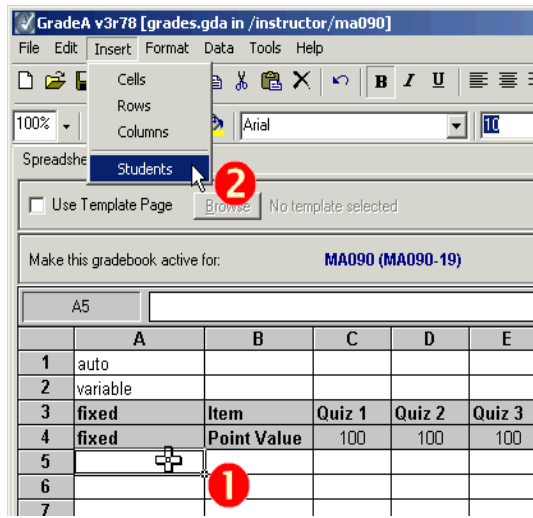 GradeA v3r78 [grades.gda in /instructor/ma090]
File Edit Insert Format Data Tools Help
Cells
B I U
Rows
100% Arial 10
Columns
Students
2
Use Template Page Browse No template selected
Make this gradebook active for: MA090 (MA090-19)
A5
A B C D E
1 auto
2 variable
3 fixed Item Quiz 1 Quiz 2 Quiz 3
4 fixed Point Value 100 100 100
5
1
6
7